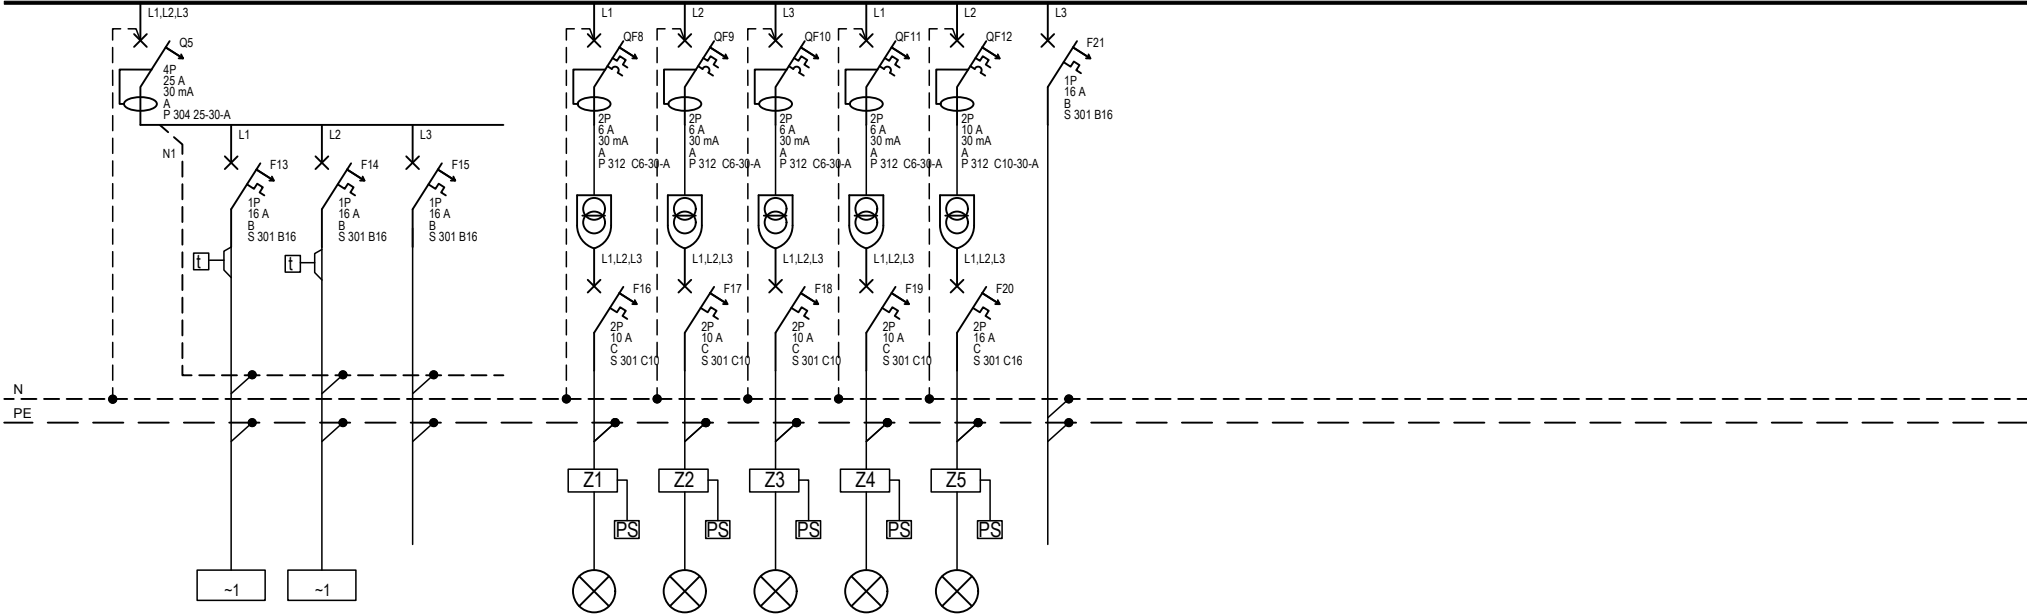 L1,L2,L3
L1
L2
L3
L1
L2
L3
Q5
4P
25 A
30 mA
A
P 304 25-30-A
QF8
2P
6 A
30 mA
A
P 312 C6-30-A
QF9
2P
6 A
30 mA
A
P 312 C6-30-A
QF10
2P
6 A
30 mA
A
P 312 C6-30-A
QF11
2P
6 A
30 mA
A
P 312 C6-30-A
QF12
2P
10 A
30 mA
A
P 312 C10-30-A
F21
1P
16 A
B
S 301 B16
N1
L1
L2
L3
F13
1P
16 A
B
S 301 B16
F14
1P
16 A
B
S 301 B16
F15
1P
16 A
B
S 301 B16
t
t
L1,L2,L3
L1,L2,L3
L1,L2,L3
L1,L2,L3
L1,L2,L3
F16
2P
10 A
C
S 301 C10
F17
2P
10 A
C
S 301 C10
F18
2P
10 A
C
S 301 C10
F19
2P
10 A
C
S 301 C10
F20
2P
16 A
C
S 301 C16
N
PE
Z1
Z2
Z3
Z4
Z5
PS
PS
PS
PS
PS
~1
~1